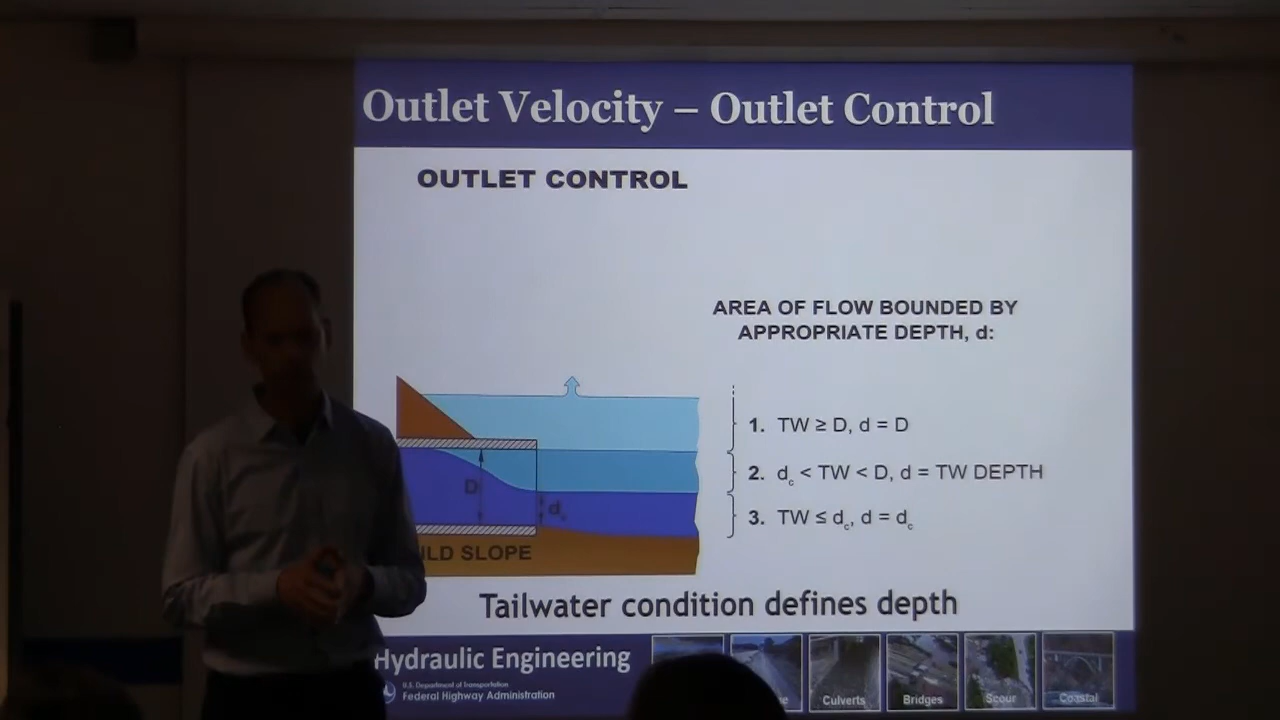 Outlet Velocity – Outlet Control
OUTLET CONTROL
AREA OF FLOW BOUNDED BY
APPROPRIATE DEPTH, d:
1. TW ≥ D, d = D
2. dc < TW < D, d = TW DEPTH
3. TW ≤ dc, d = dc
D
dc
ILD SLOPE
Tailwater condition defines depth
Hydraulic Engineering
U.S. Department of Transportation
Federal Highway Administration
Culverts
Bridges
Scour
Coastal